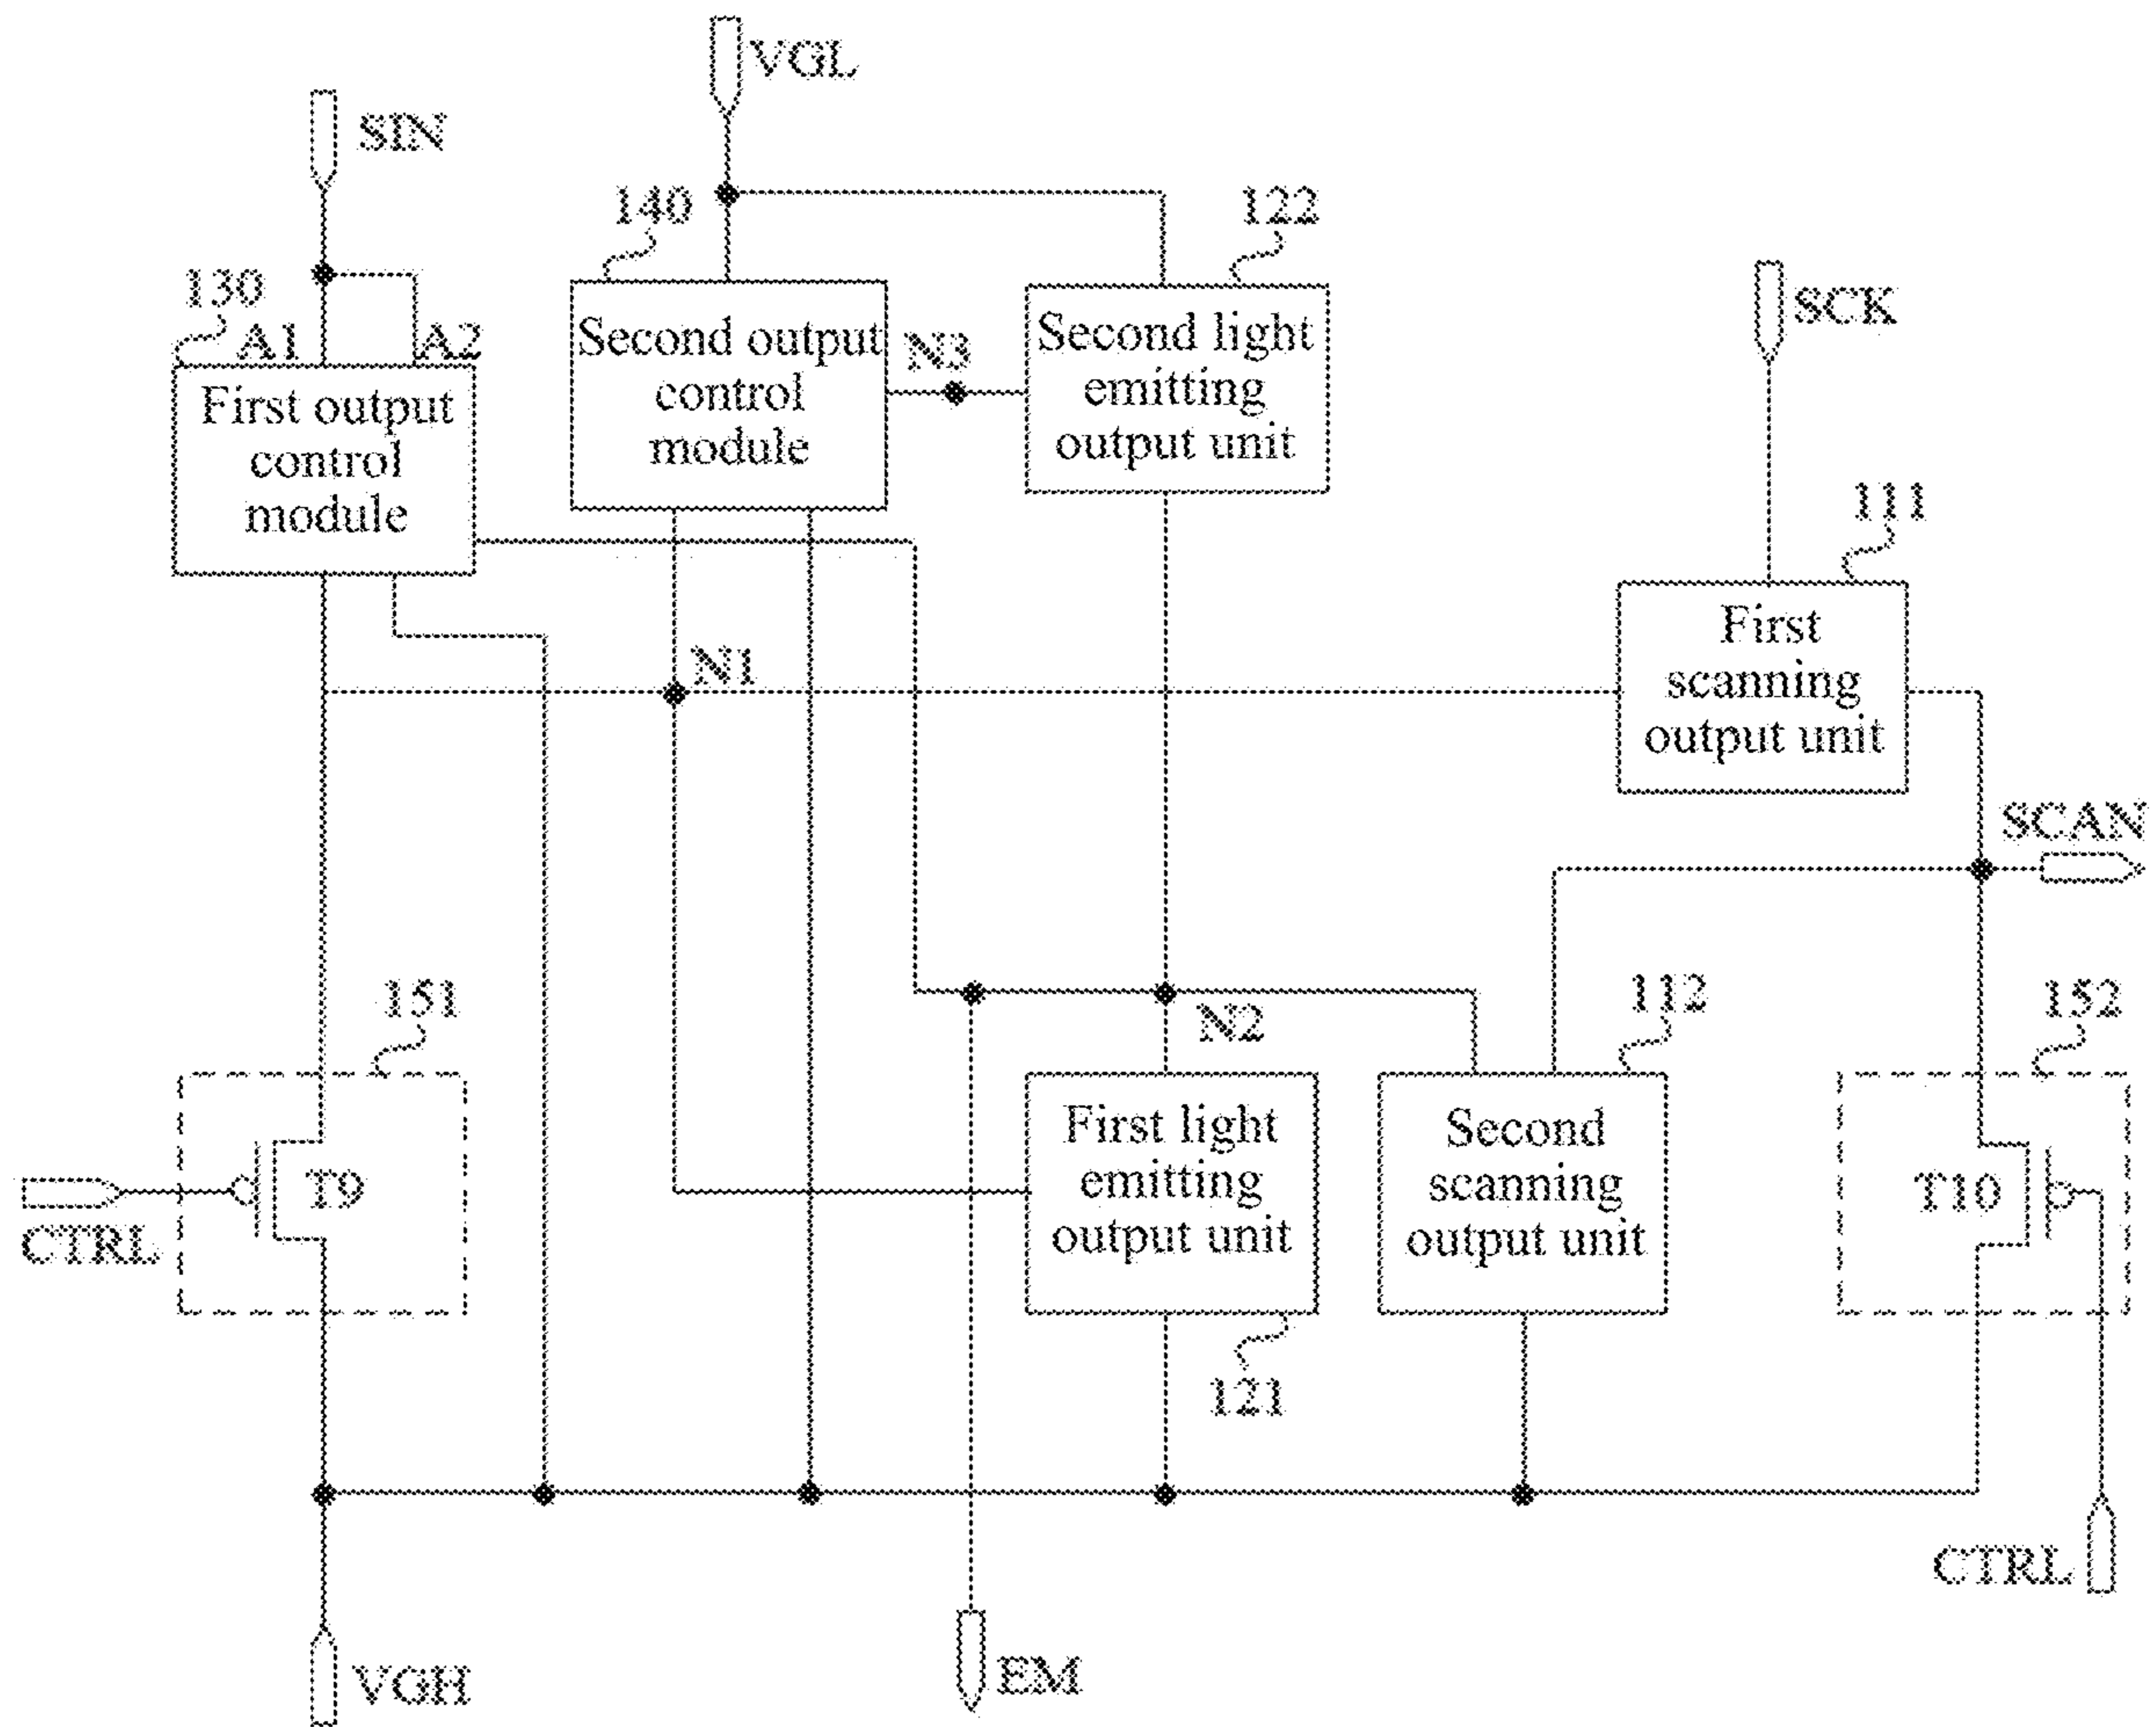 VGL
SIN
140
122
130
A1
A2
SCK
Second output
control
module
N3
Second light
emitting
output unit
First output
control
module
111
First
scanning
output unit
N1
SCAN
151
112
152
N2
First light
emitting
output unit
Second
scanning
output unit
T9
T10
CTRL
121
CTRL
VGH
EM